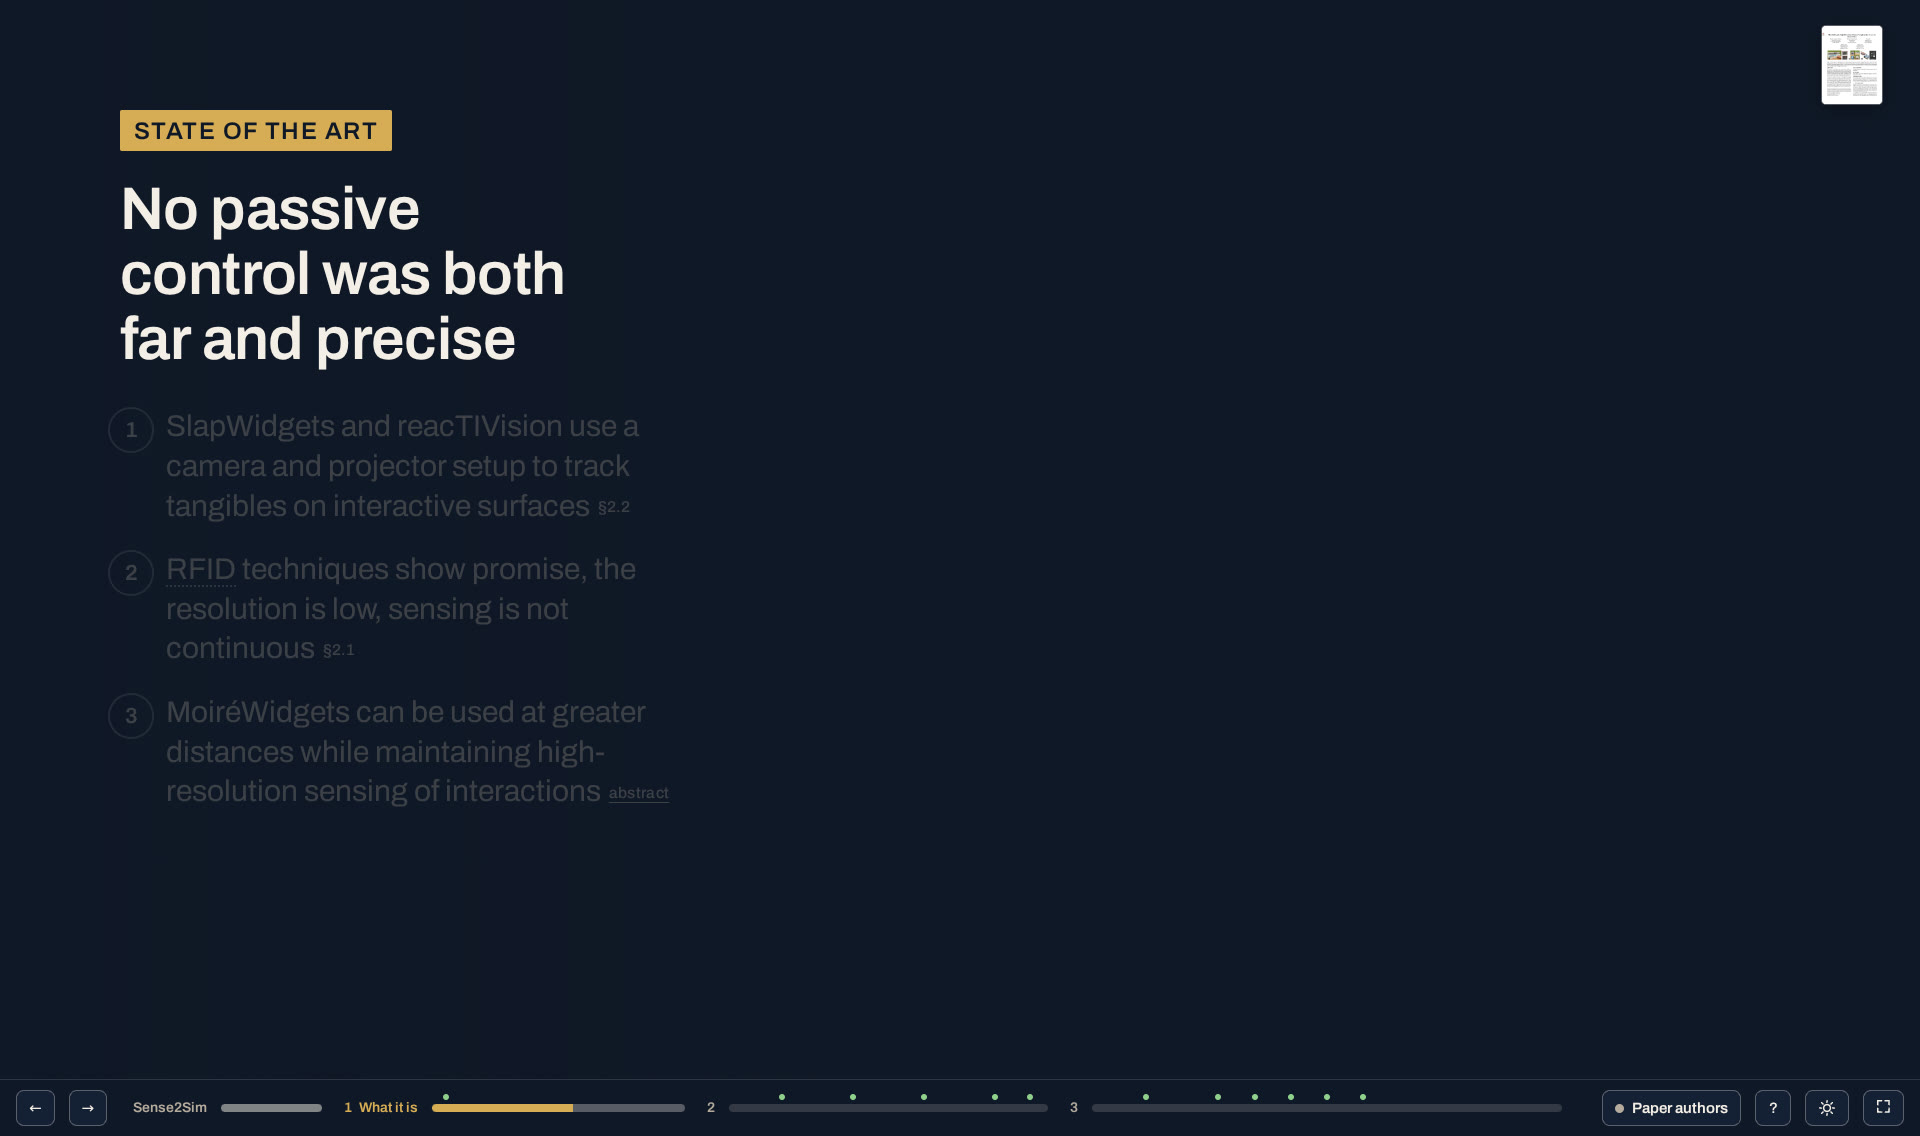 STATE OF THE ART
No passive
control was both
far and precise
1 SlapWidgets and reacTIVision use a
camera and projector setup to track
tangibles on interactive surfaces §2.2
2 RFID techniques show promise, the
resolution is low, sensing is not
continuous §2.1
3 MoiréWidgets can be used at greater
distances while maintaining high-
resolution sensing of interactions abstract
← → Sense2Sim 1 What it is 2 3 Paper authors ?